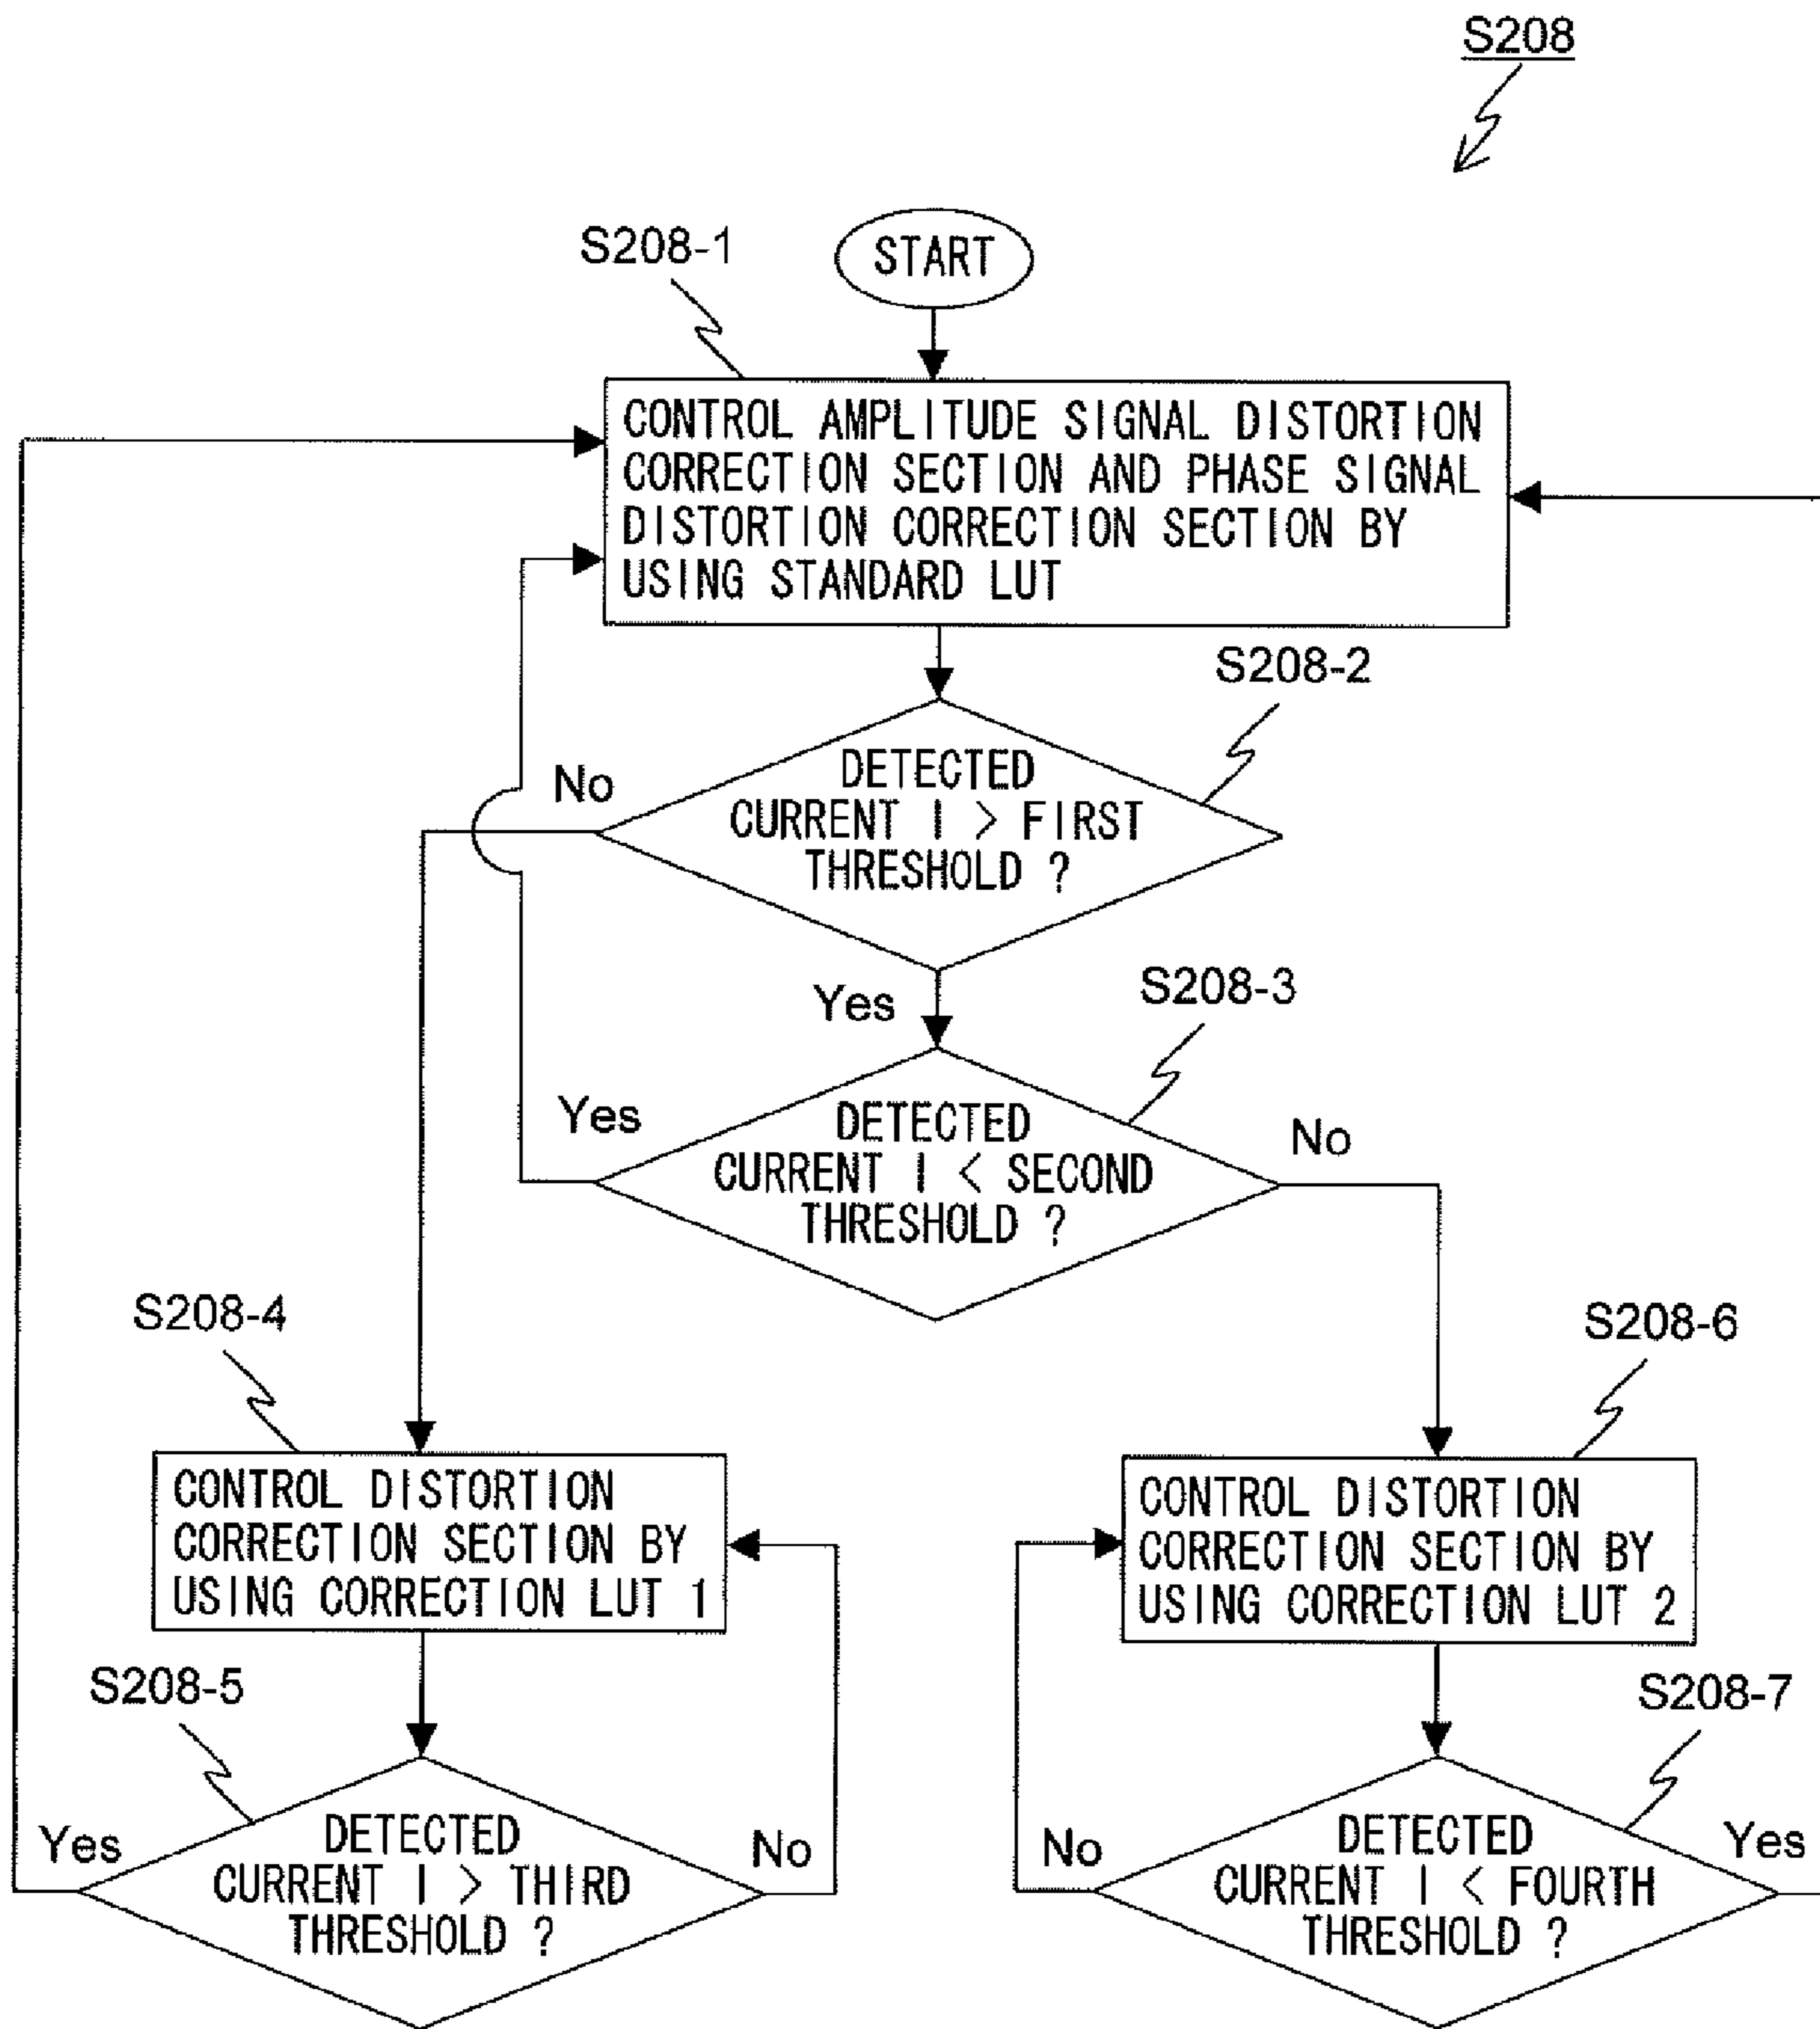 S208
S208-1
START
CONTROL AMPLITUDE SIGNAL DISTORTION
CORRECTION SECTION AND PHASE SIGNAL
DISTORTION CORRECTION SECTION BY
USING STANDARD LUT
S208-2
No
DETECTED
CURRENT I > FIRST
THRESHOLD ?
Yes
S208-3
Yes
DETECTED
CURRENT I < SECOND
THRESHOLD ?
No
S208-4
CONTROL DISTORTION
CORRECTION SECTION BY
USING CORRECTION LUT 1
S208-5
Yes
DETECTED
CURRENT I > THIRD
THRESHOLD ?
No
S208-6
CONTROL DISTORTION
CORRECTION SECTION BY
USING CORRECTION LUT 2
S208-7
No
DETECTED
CURRENT I < FOURTH
THRESHOLD ?
Yes